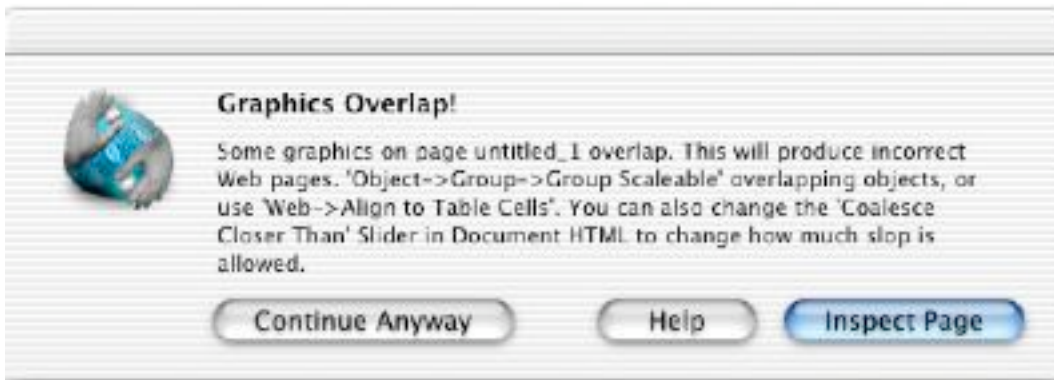 Graphics Overlap!
Some graphics on page untitled_1 overlap. This will produce incorrect
Web pages. 'Object->Group->Group Scaleable' overlapping objects, or
use 'Web->Align to Table Cells'. You can also change the 'Coalesce
Closer Than' Slider in Document HTML to change how much slop is
allowed.
Continue Anyway Help Inspect Page